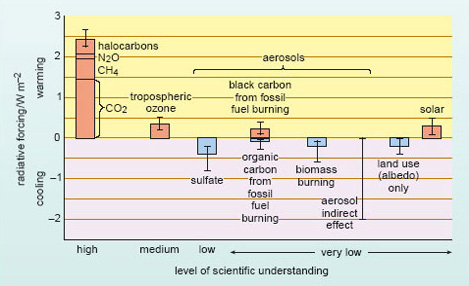 radiative forcing/W m–2
warming
cooling
3
2
1
0
–1
–2
halocarbons
N2O
CH4
CO2
tropospheric
ozone
aerosols
black carbon
from fossil
fuel burning
solar
sulfate
organic
carbon
from
fossil
fuel
burning
biomass
burning
aerosol
indirect
effect
land use
(albedo)
only
high
medium
low
very low
level of scientific understanding